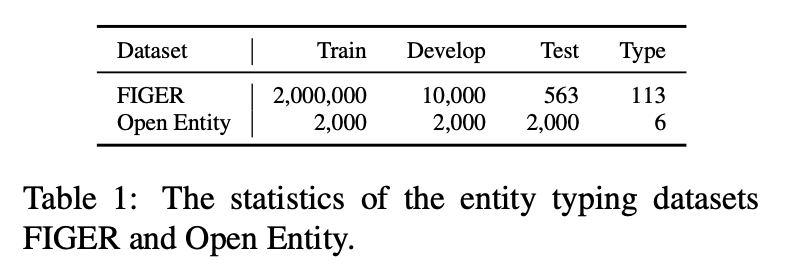 Dataset Train Develop Test Type
FIGER 2,000,000 10,000 563 113
Open Entity 2,000 2,000 2,000 6
Table 1: The statistics of the entity typing datasets
FIGER and Open Entity.